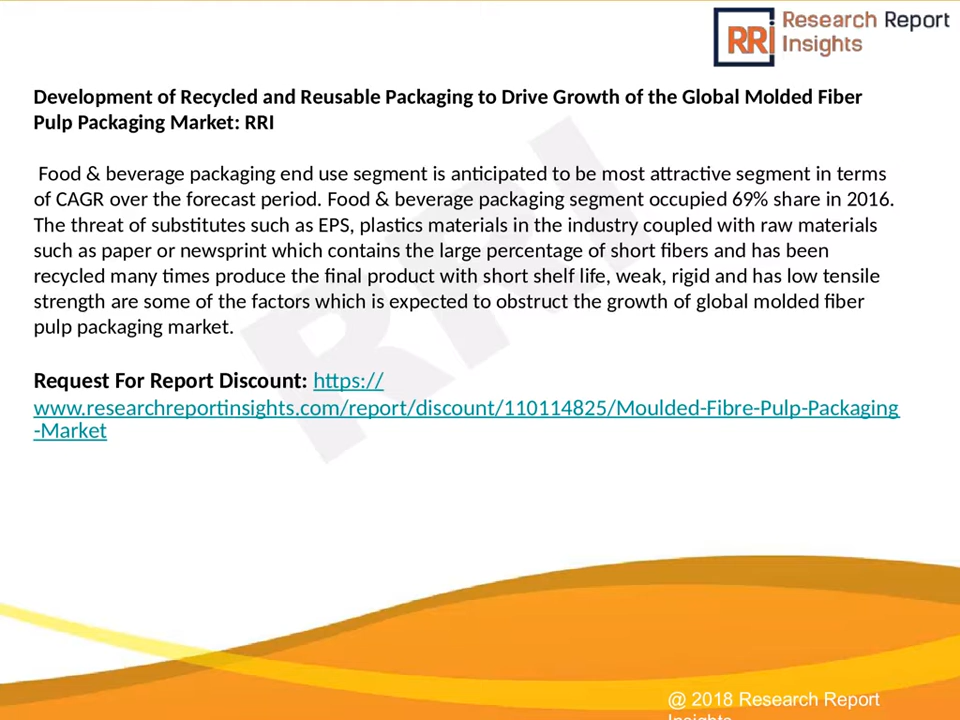 RRi Research Report
Insights
Development of Recycled and Reusable Packaging to Drive Growth of the Global Molded Fiber
Pulp Packaging Market: RRI
Food & beverage packaging end use segment is anticipated to be most attractive segment in terms
of CAGR over the forecast period. Food & beverage packaging segment occupied 69% share in 2016.
The threat of substitutes such as EPS, plastics materials in the industry coupled with raw materials
such as paper or newsprint which contains the large percentage of short fibers and has been
recycled many times produce the final product with short shelf life, weak, rigid and has low tensile
strength are some of the factors which is expected to obstruct the growth of global molded fiber
pulp packaging market.
Request For Report Discount: https://
www.researchreportinsights.com/report/discount/110114825/Moulded-Fibre-Pulp-Packaging
-Market
RRI
@ 2018 Research Report
Insights